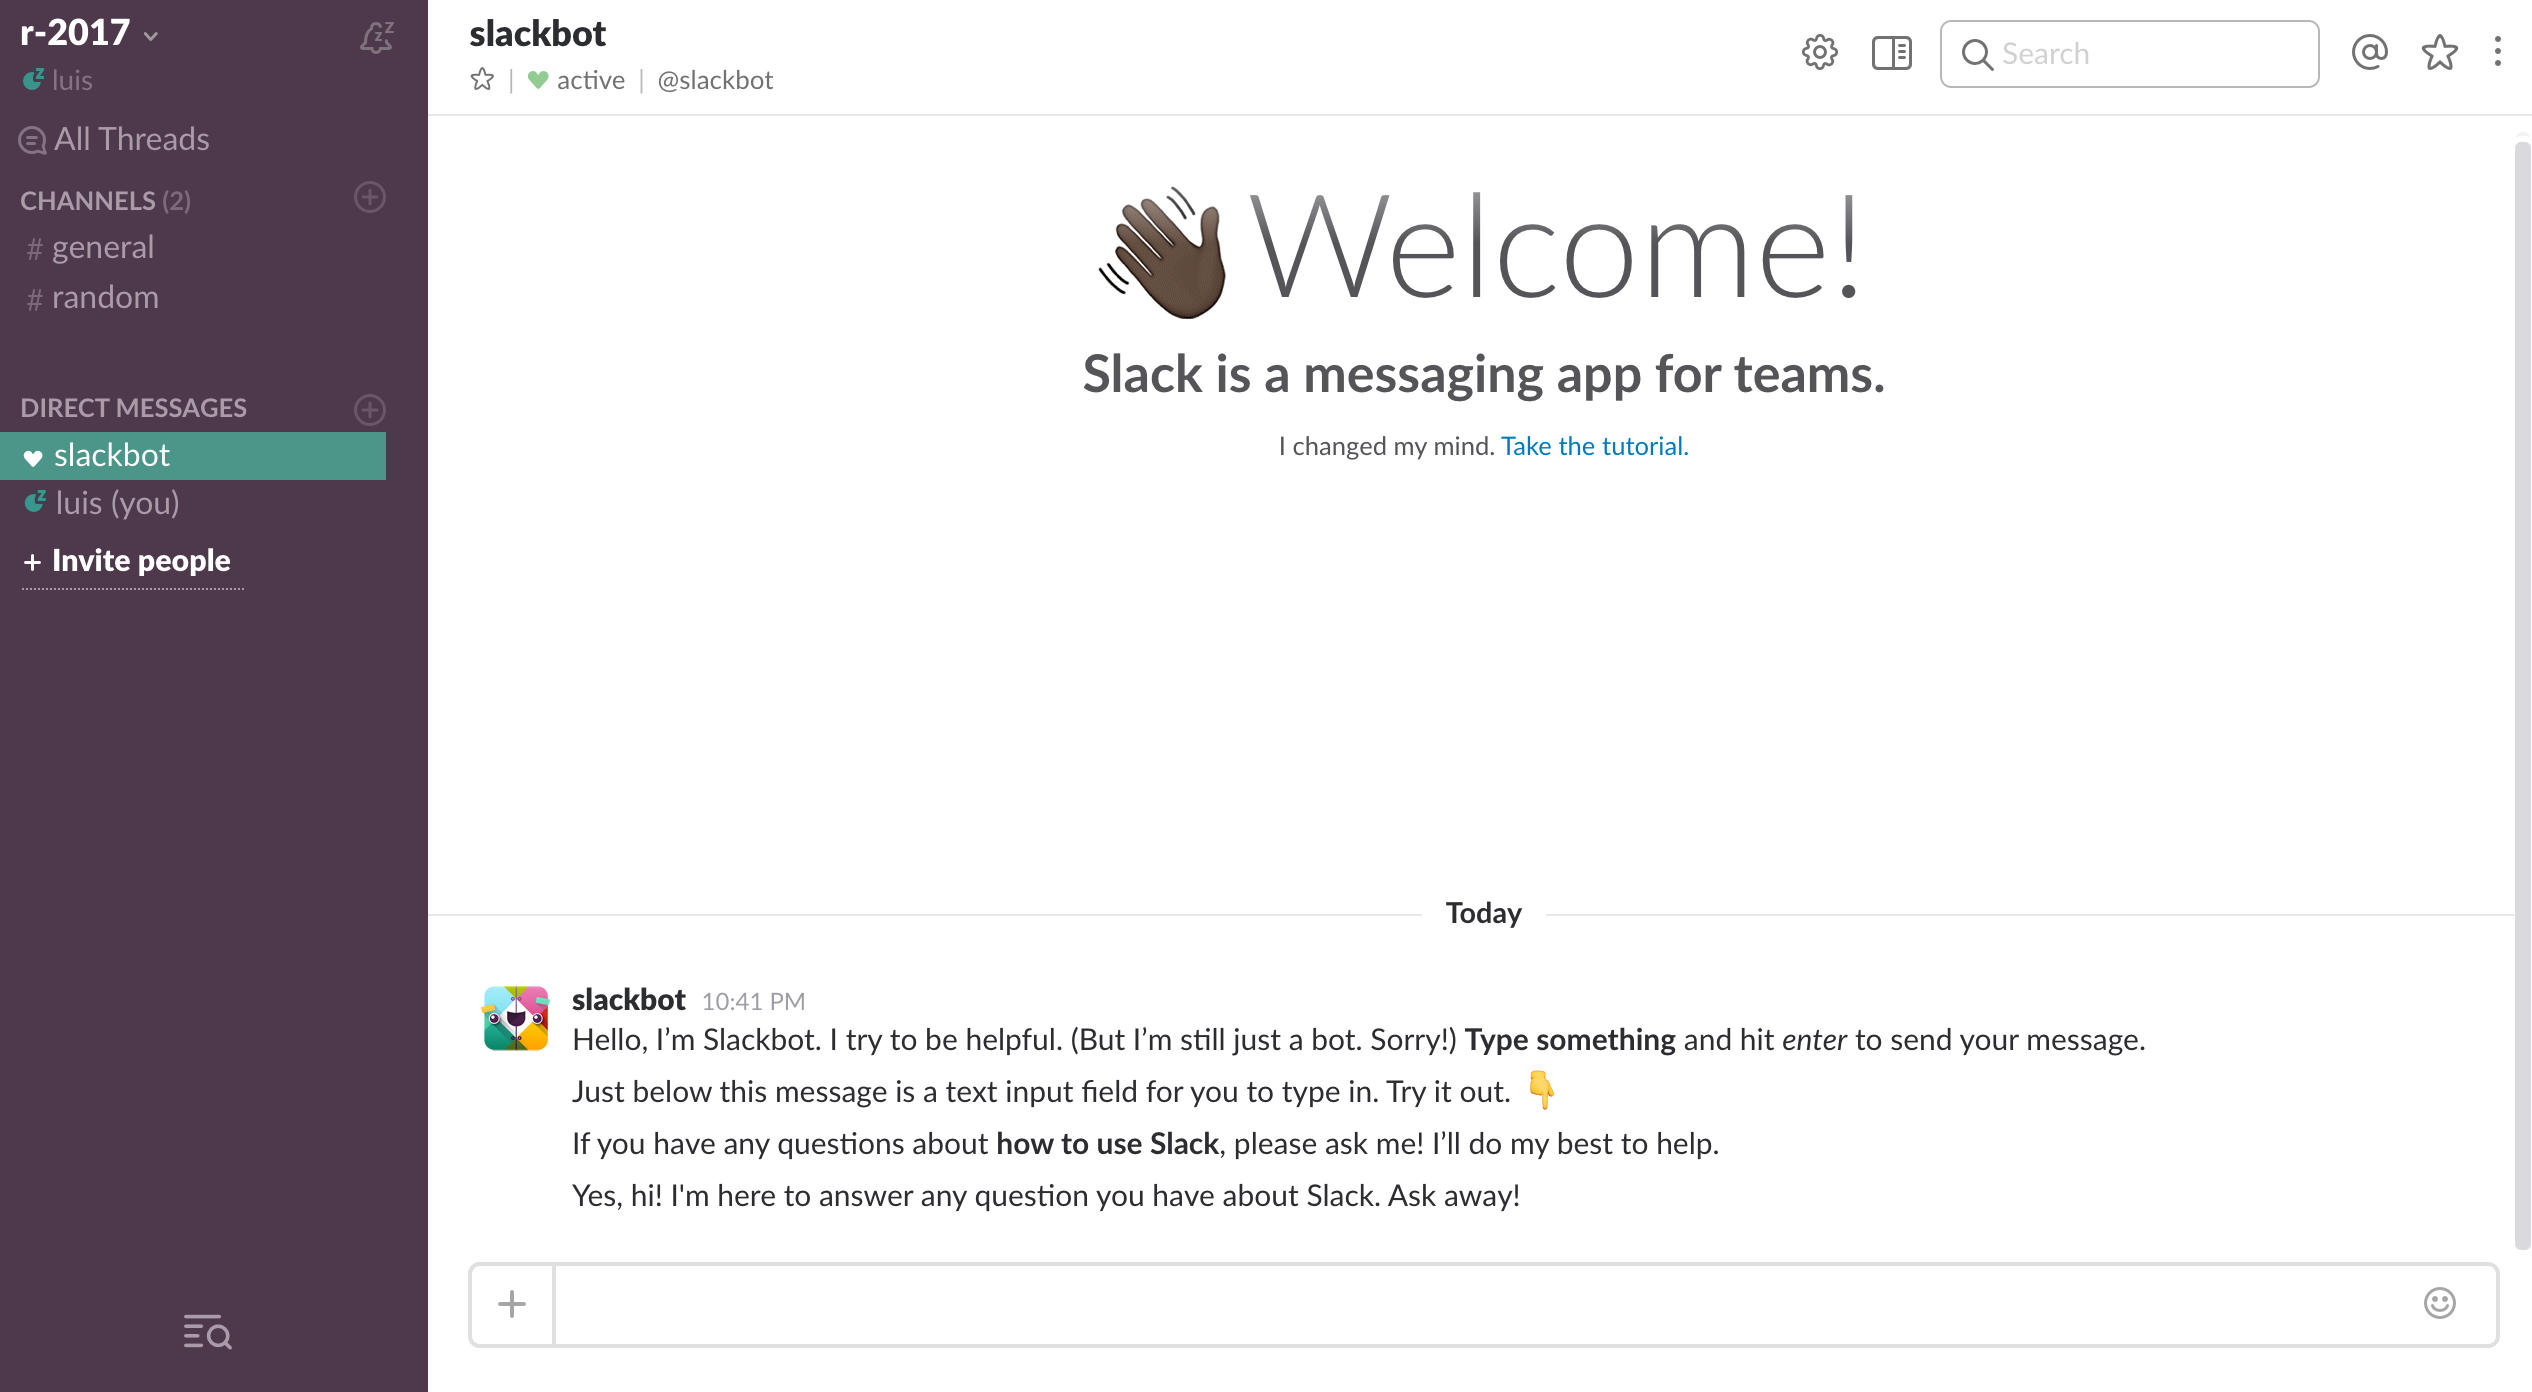 r-2017
luis
All Threads
CHANNELS (2)
# general
# random
DIRECT MESSAGES
slackbot
luis (you)
+ Invite people
slackbot
active | @slackbot
Search
Welcome!
Slack is a messaging app for teams.
I changed my mind. Take the tutorial.
Today
slackbot 10:41 PM
Hello, I’m Slackbot. I try to be helpful. (But I’m still just a bot. Sorry!) Type something and hit enter to send your message.
Just below this message is a text input field for you to type in. Try it out.
If you have any questions about how to use Slack, please ask me! I’ll do my best to help.
Yes, hi! I'm here to answer any question you have about Slack. Ask away!